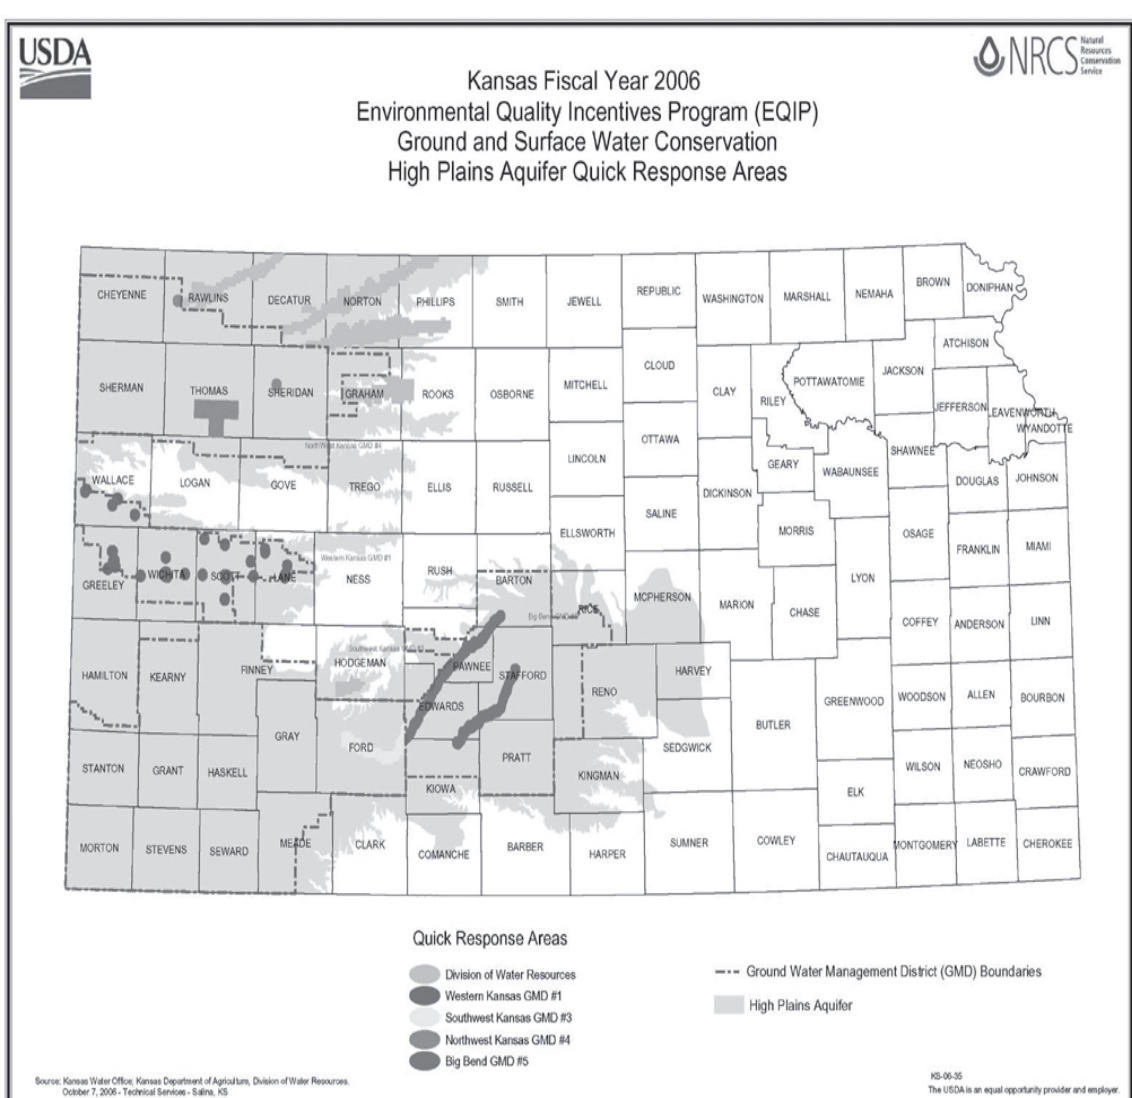 USDA
NRCS
Natural
Resources
Conservation
Service
Kansas Fiscal Year 2006
Environmental Quality Incentives Program (EQIP)
Ground and Surface Water Conservation
High Plains Aquifer Quick Response Areas
CHEYENNE RAWLINS DECATUR NORTON PHILLIPS SMITH JEWELL REPUBLIC WASHINGTON MARSHALL NEMAHA BROWN DONIPHAN
ATCHISON
SHERMAN THOMAS SHERIDAN GRAHAM ROOKS OSBORNE MITCHELL CLOUD CLAY RILEY POTTAWATOMIE JACKSON JEFFERSON LEAVENWORTH
WYANDOTTE
NorthWest Kansas GMD #4
OTTAWA
WALLACE LOGAN GOVE TREGO ELLIS RUSSELL LINCOLN DICKINSON GEARY WABAUNSEE SHAWNEE DOUGLAS JOHNSON
SALINE
ELLSWORTH MORRIS OSAGE FRANKLIN MIAMI
Western Kansas GMD #1
GREELEY WICHITA SCOTT LANE NESS RUSH BARTON RICE MCPHERSON MARION CHASE LYON
Big Bend GMD #5
COFFEY ANDERSON LINN
Southwest Kansas GMD #3
HAMILTON KEARNY FINNEY HODGEMAN PAWNEE STAFFORD RENO HARVEY
EDWARDS GREENWOOD WOODSON ALLEN BOURBON
GRAY FORD SEDGWICK BUTLER
STANTON GRANT HASKELL PRATT KINGMAN WILSON NEOSHO CRAWFORD
KIOWA ELK
MORTON STEVENS SEWARD MEADE CLARK COMANCHE BARBER HARPER SUMNER COWLEY CHAUTAUQUA MONTGOMERY LABETTE CHEROKEE
Quick Response Areas
Division of Water Resources
Western Kansas GMD #1
Southwest Kansas GMD #3
Northwest Kansas GMD #4
Big Bend GMD #5
Ground Water Management District (GMD) Boundaries
High Plains Aquifer
Source: Kansas Water Office; Kansas Department of Agriculture, Division of Water Resources.
October 7, 2006 - Technical Services - Salina, KS
KS-06-35
The USDA is an equal opportunity provider and employer.